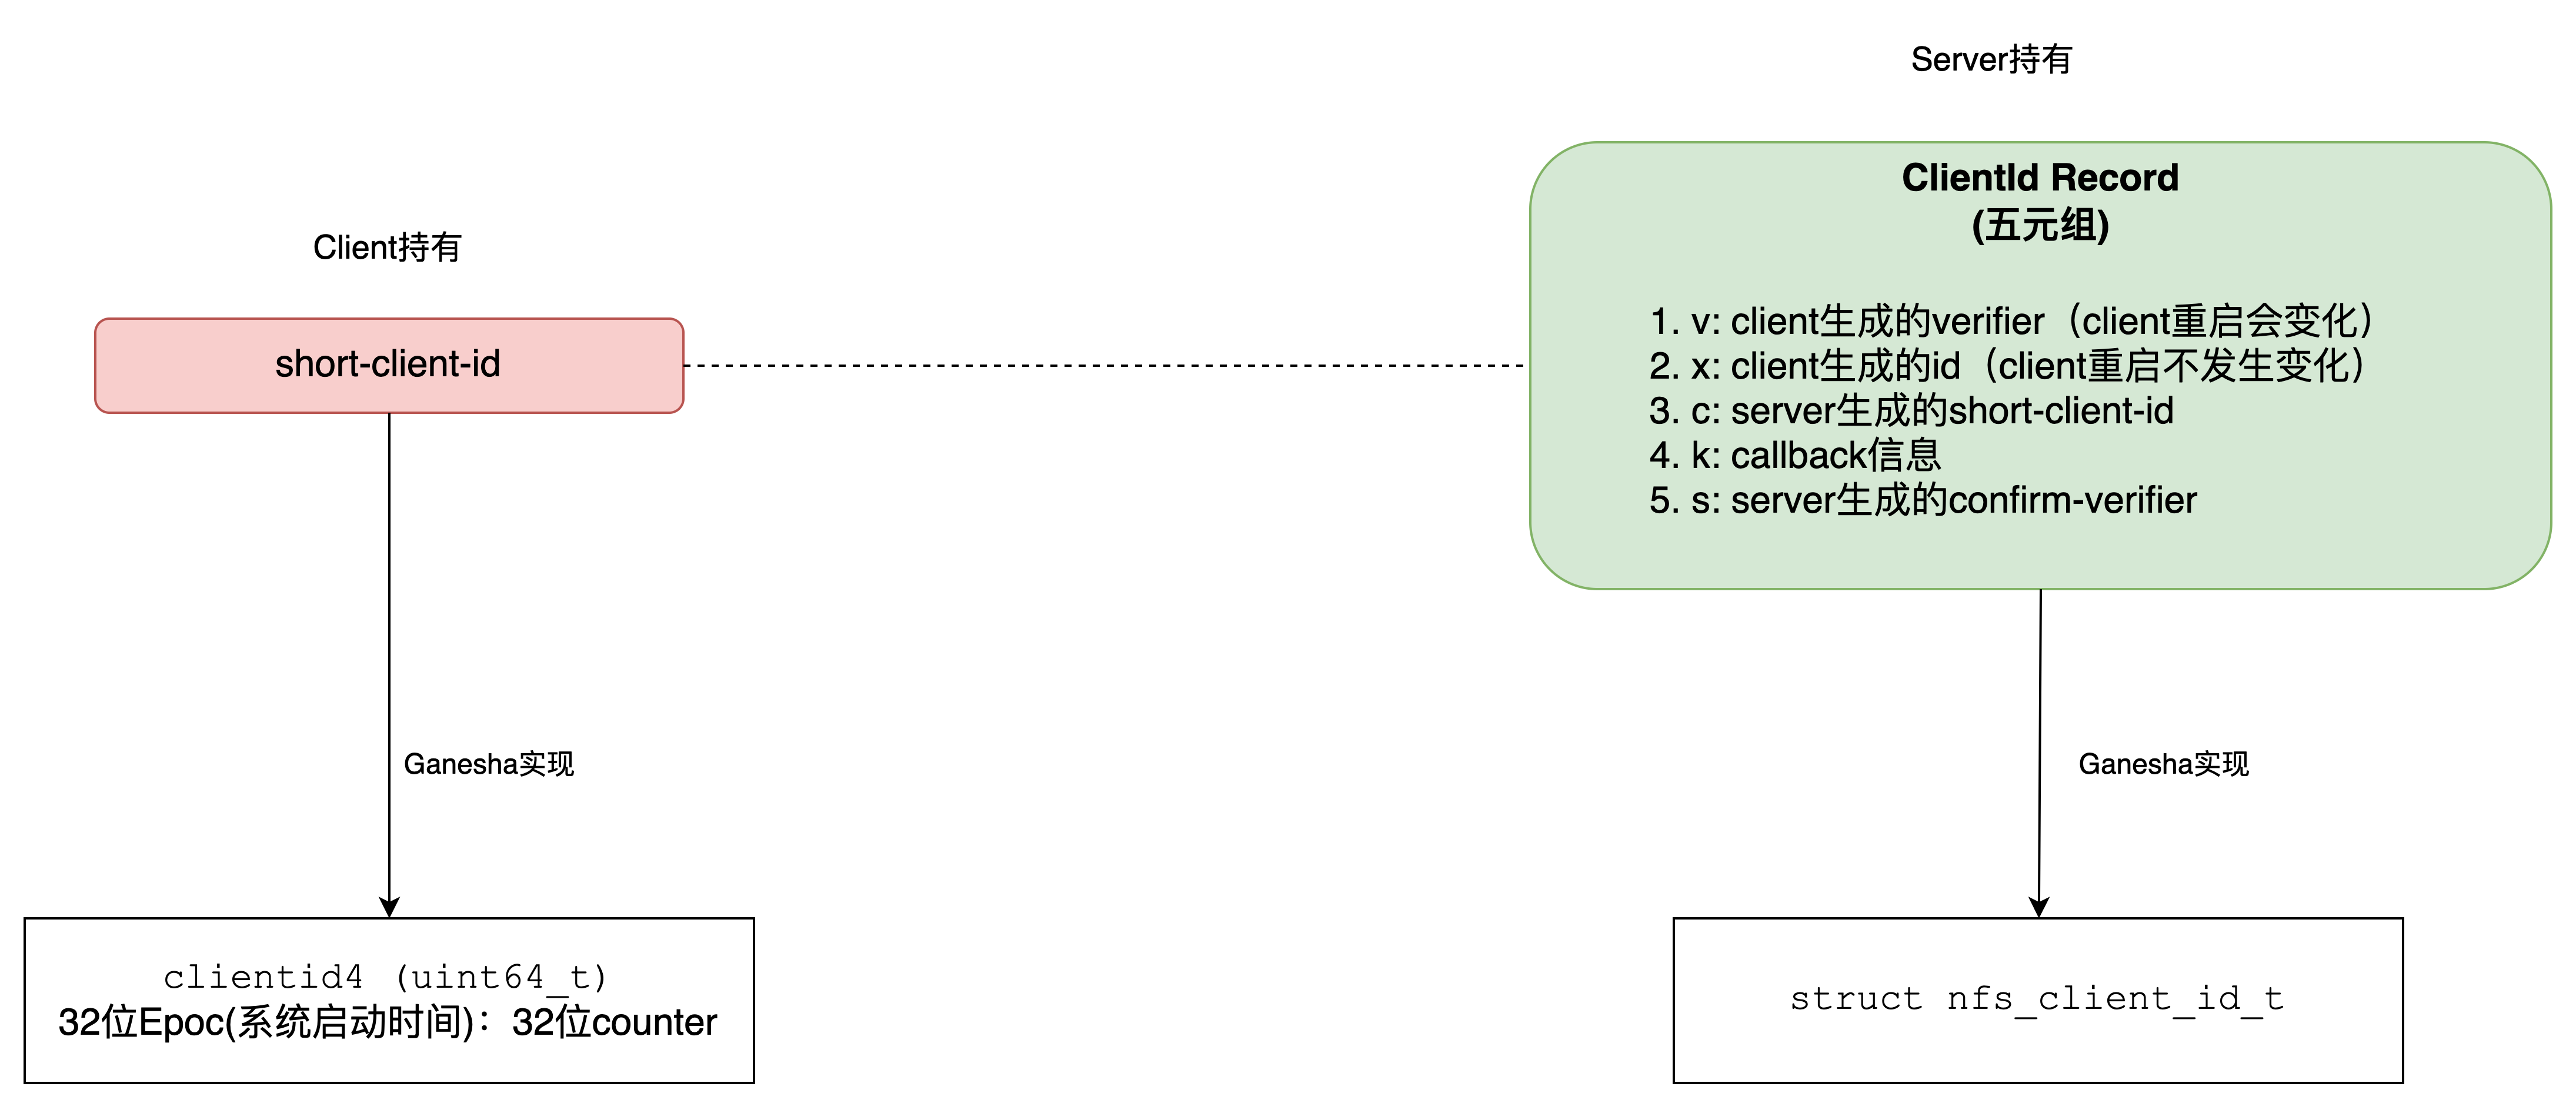 Server持有
ClientId Record
(五元组)
1. v: client生成的verifier（client重启会变化）
2. x: client生成的id（client重启不发生变化）
3. c: server生成的short-client-id
4. k: callback信息
5. s: server生成的confirm-verifier
Client持有
short-client-id
Ganesha实现
Ganesha实现
clientid4 (uint64_t)
32位Epoc(系统启动时间)：32位counter
struct nfs_client_id_t